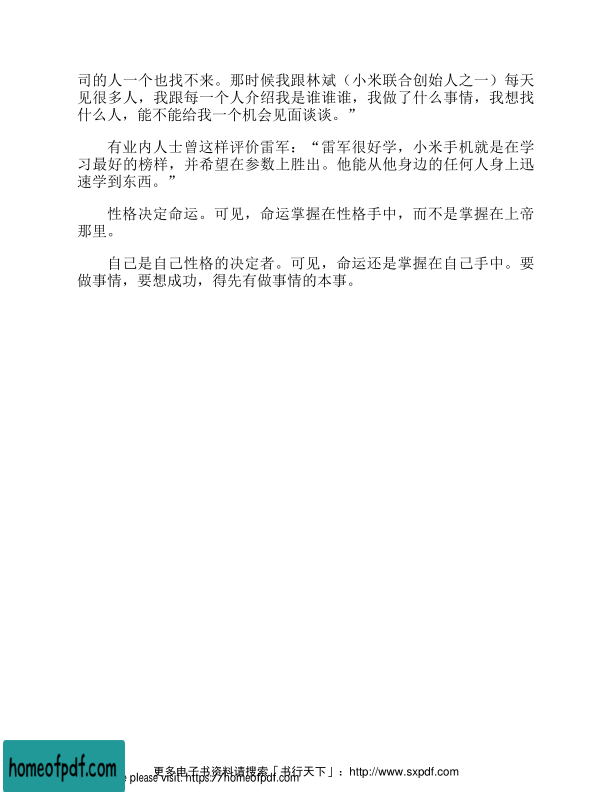 司的人一个也找不来。那时候我跟林斌（小米联合创始人之一）每天
见很多人，我跟每一个人介绍我是谁谁谁，我做了什么事情，我想找
什么人，能不能给我一个机会见面谈谈。”
有业内人士曾这样评价雷军：“雷军很好学，小米手机就是在学
习最好的榜样，并希望在参数上胜出。他能从他身边的任何人身上迅
速学到东西。”
性格决定命运。可见，命运掌握在性格手中，而不是掌握在上帝
那里。
自己是自己性格的决定者。可见，命运还是掌握在自己手中。要
做事情，要想成功，得先有做事情的本事。
更多电子书资料请搜索「书行天下」：http://www.sxpdf.com
homeofpdf.com
please visit: https://homeofpdf.com